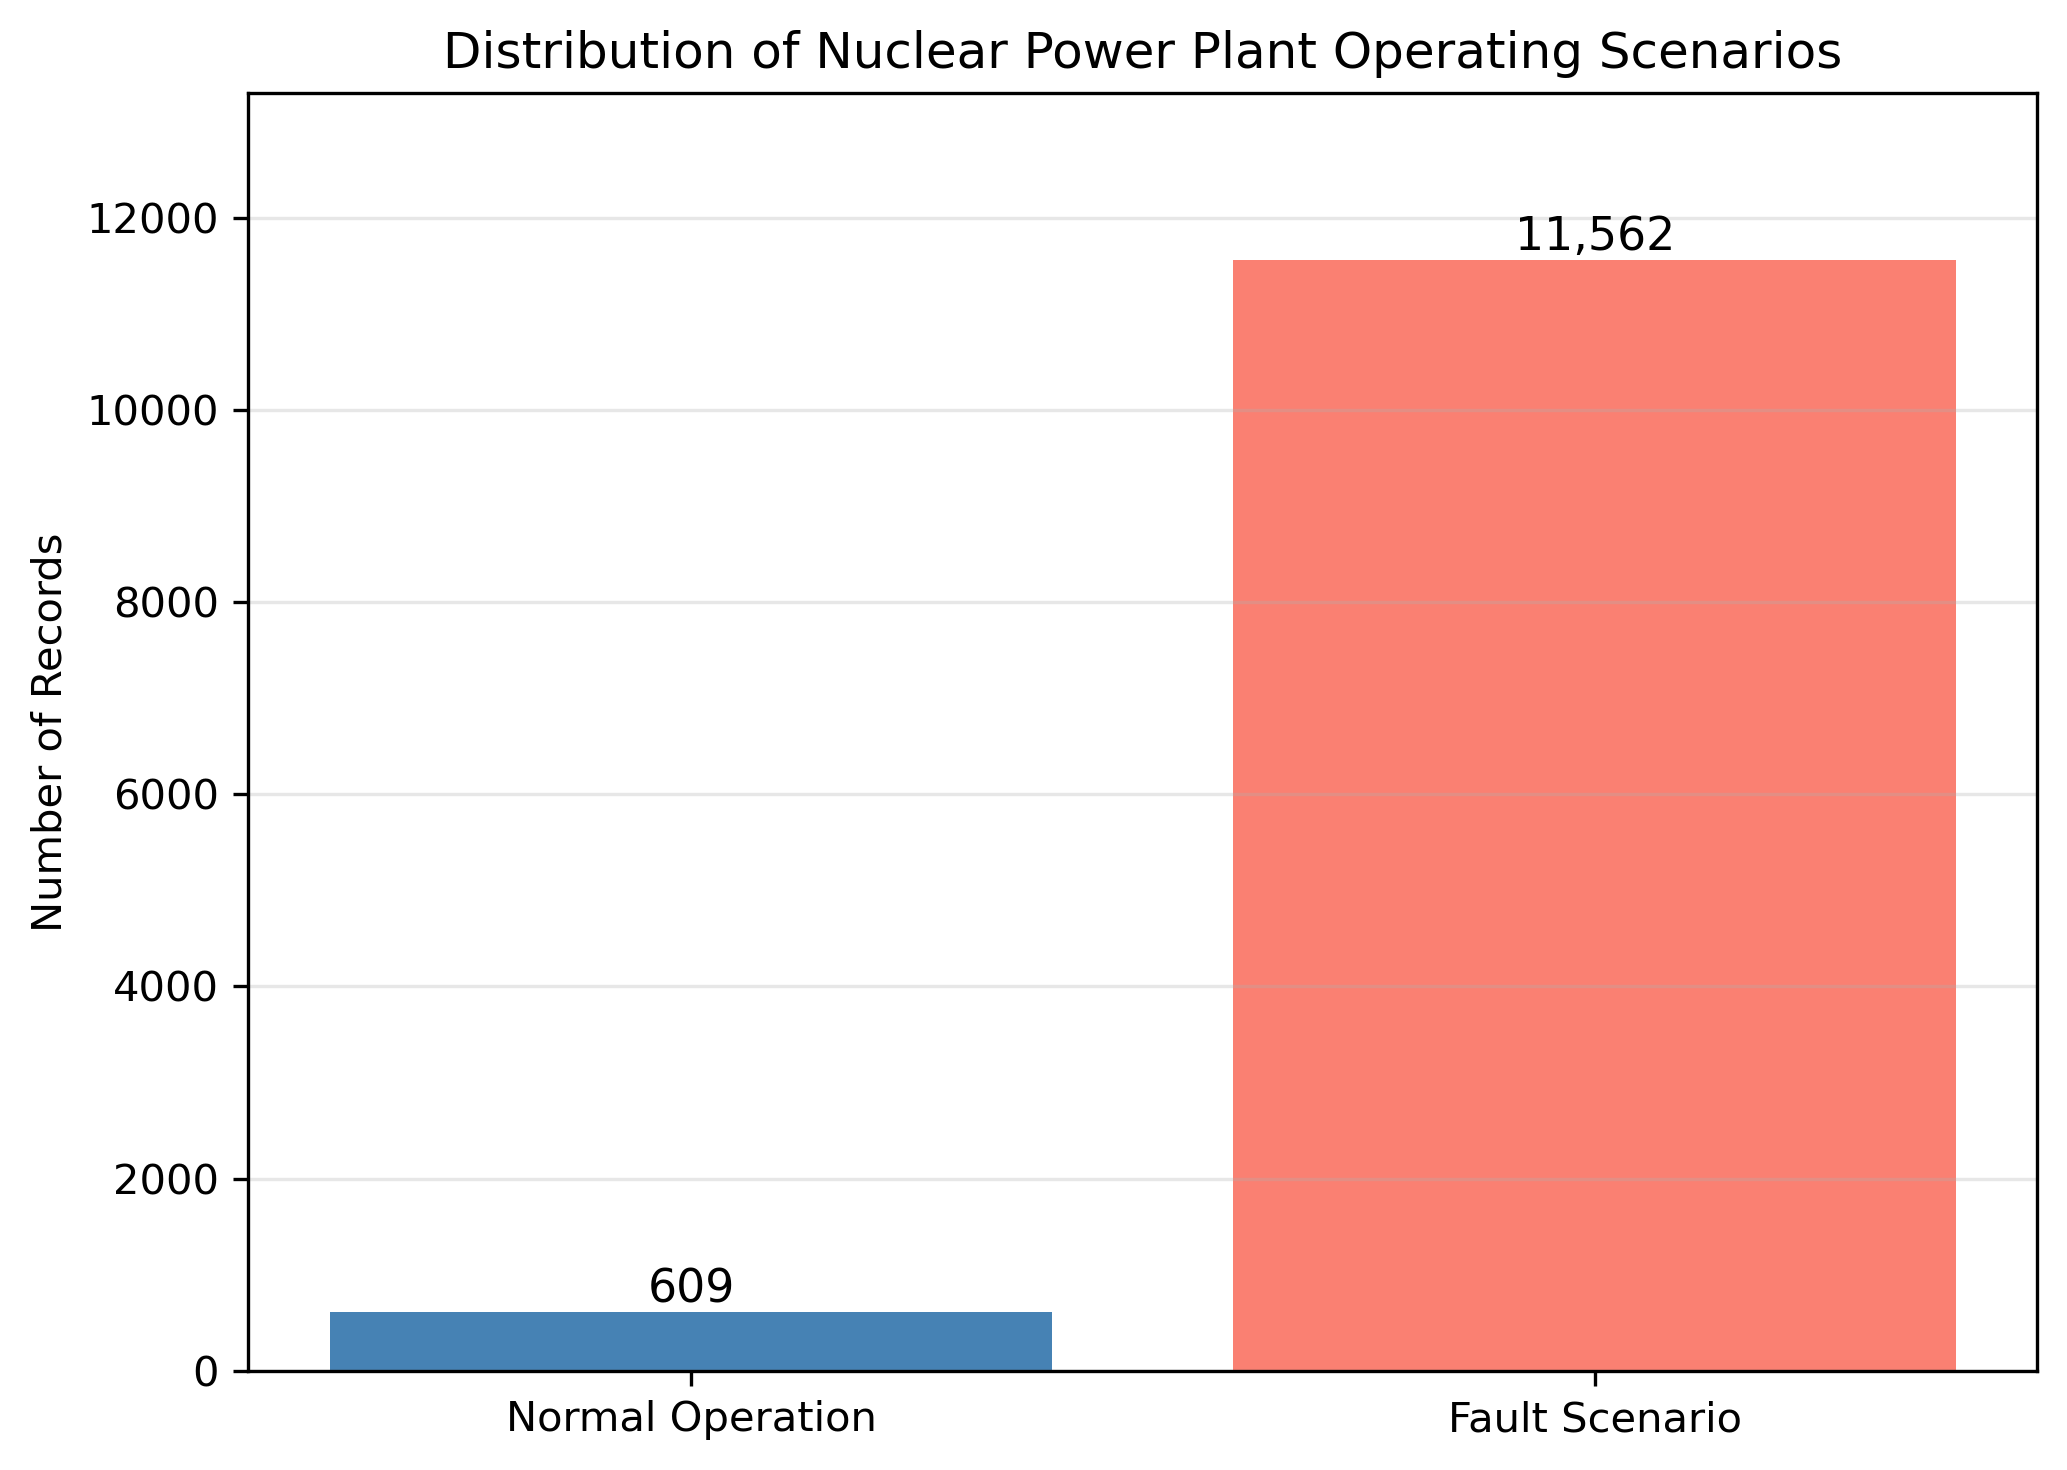 Distribution of Nuclear Power Plant Operating Scenarios
Number of Records
12000
10000
8000
6000
4000
2000
0
609
11,562
Normal Operation
Fault Scenario